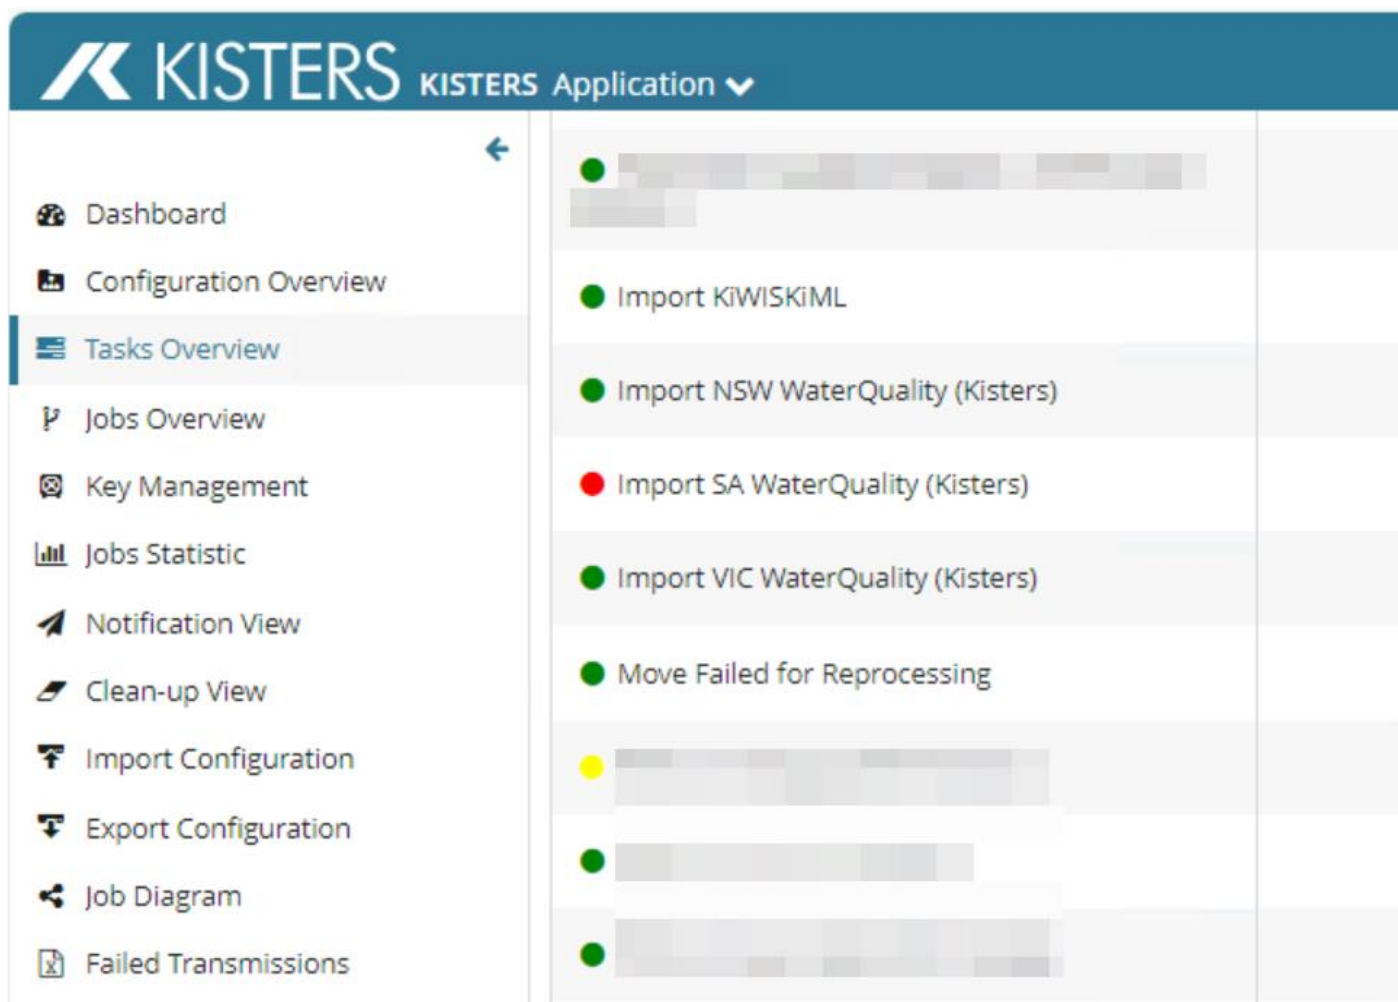 KISTERS KISTERS Application
Dashboard
Configuration Overview
Tasks Overview
Jobs Overview
Key Management
Jobs Statistic
Notification View
Clean-up View
Import Configuration
Export Configuration
Job Diagram
Failed Transmissions
Import KiWISKiML
Import NSW WaterQuality (Kisters)
Import SA WaterQuality (Kisters)
Import VIC WaterQuality (Kisters)
Move Failed for Reprocessing